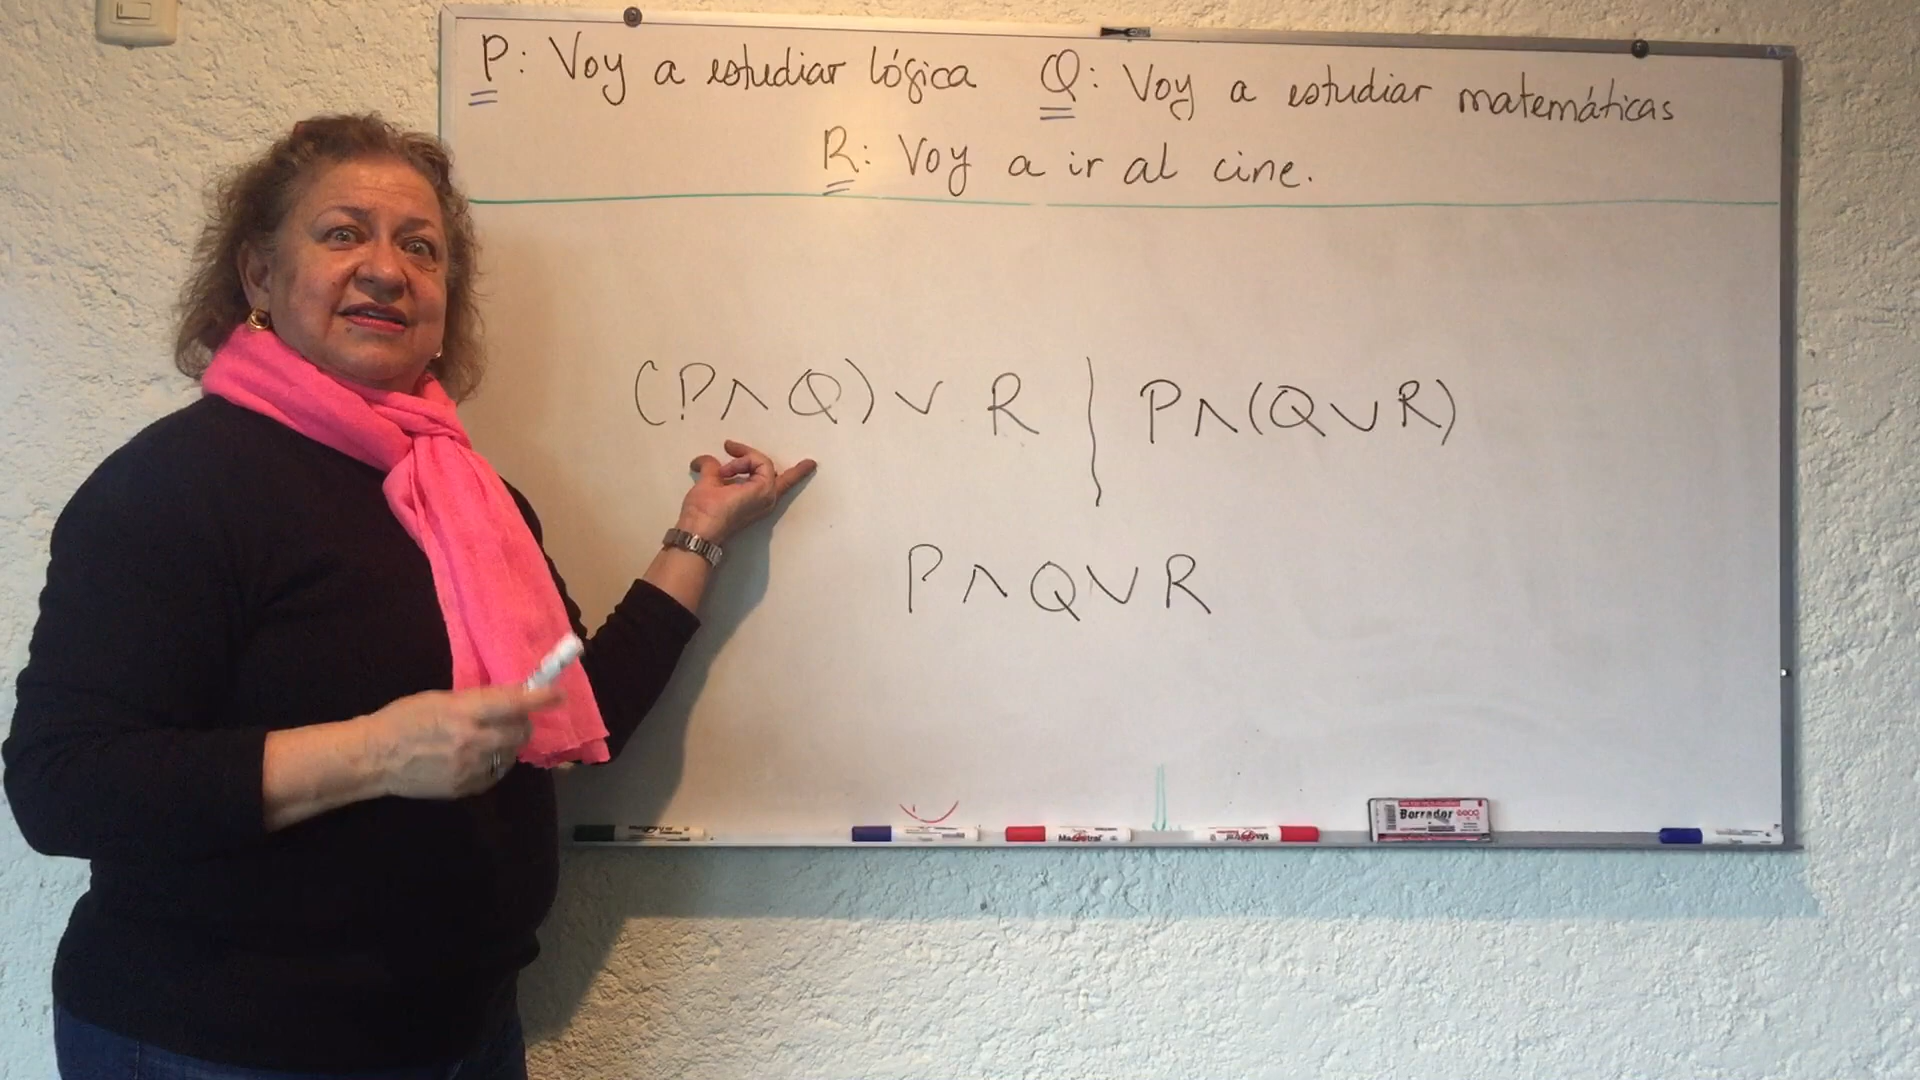 P: Voy a estudiar lógica Q: Voy a estudiar matemáticas
R: Voy a ir al cine.
(P∧Q)∨ R | P∧(Q∨R)
P∧Q∨R
Borrador